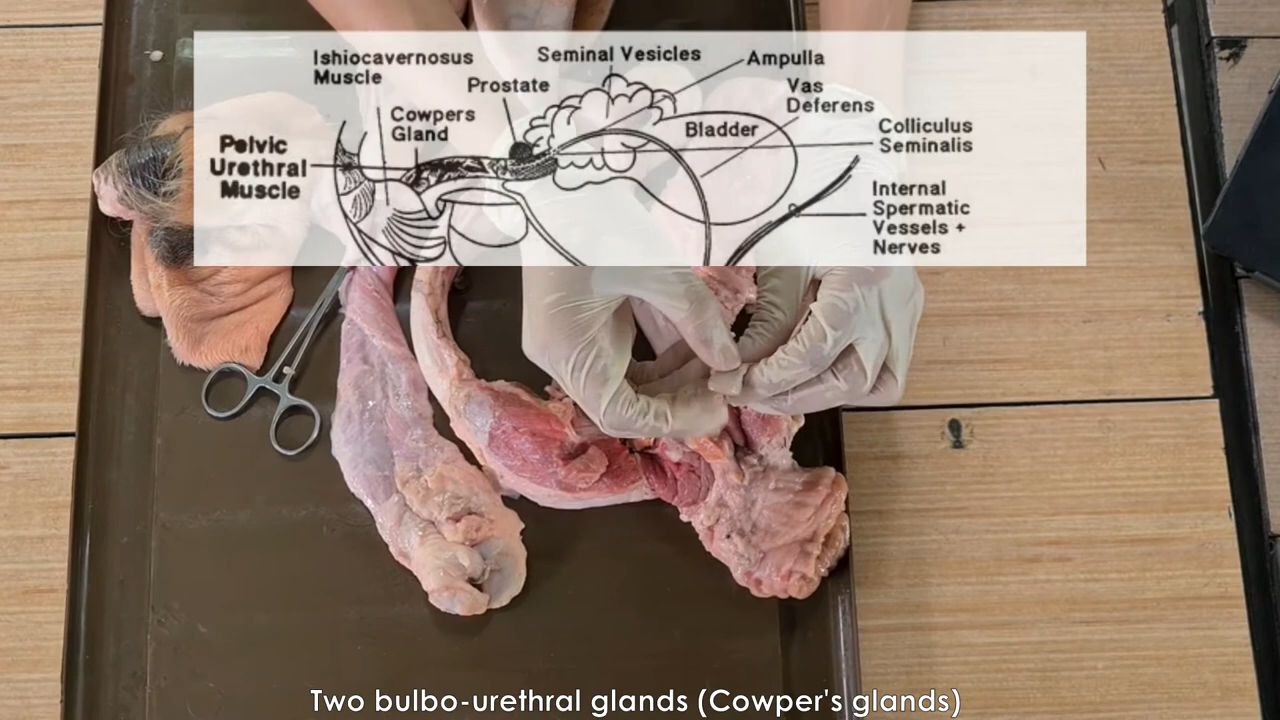 Ishiocavernosus
Muscle
Seminal Vesicles
Ampulla
Prostate
Vas
Deferens
Cowpers
Gland
Bladder
Colliculus
Seminalis
Pelvic
Urethral
Muscle
Internal
Spermatic
Vessels +
Nerves
Two bulbo-urethral glands (Cowper's glands)